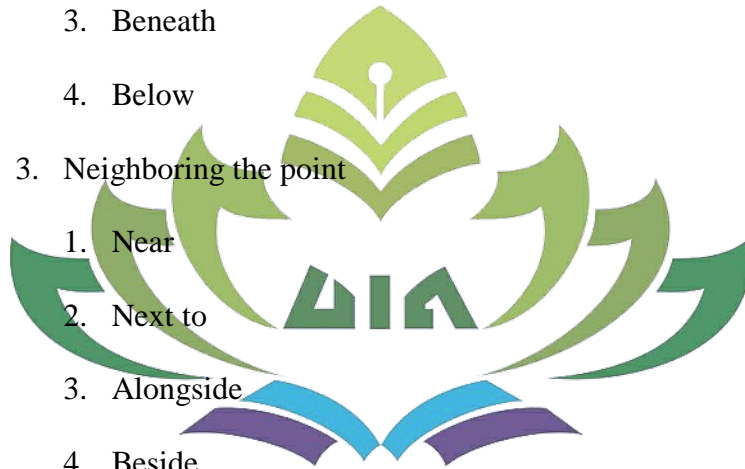 3. Beneath
4. Below
3. Neighboring the point
1. Near
2. Next to
UIN
3. Alongside
4. Beside